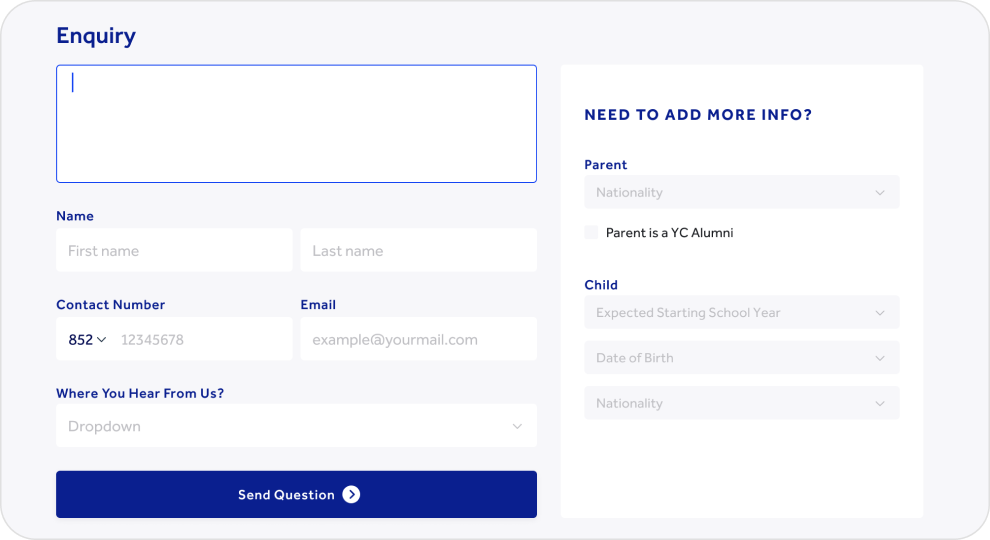 Enquiry
Name
First name
Last name
Contact Number
Email
852
12345678
example@yourmail.com
Where You Hear From Us?
Dropdown
Send Question
NEED TO ADD MORE INFO?
Parent
Nationality
Parent is a YC Alumni
Child
Expected Starting School Year
Date of Birth
Nationality